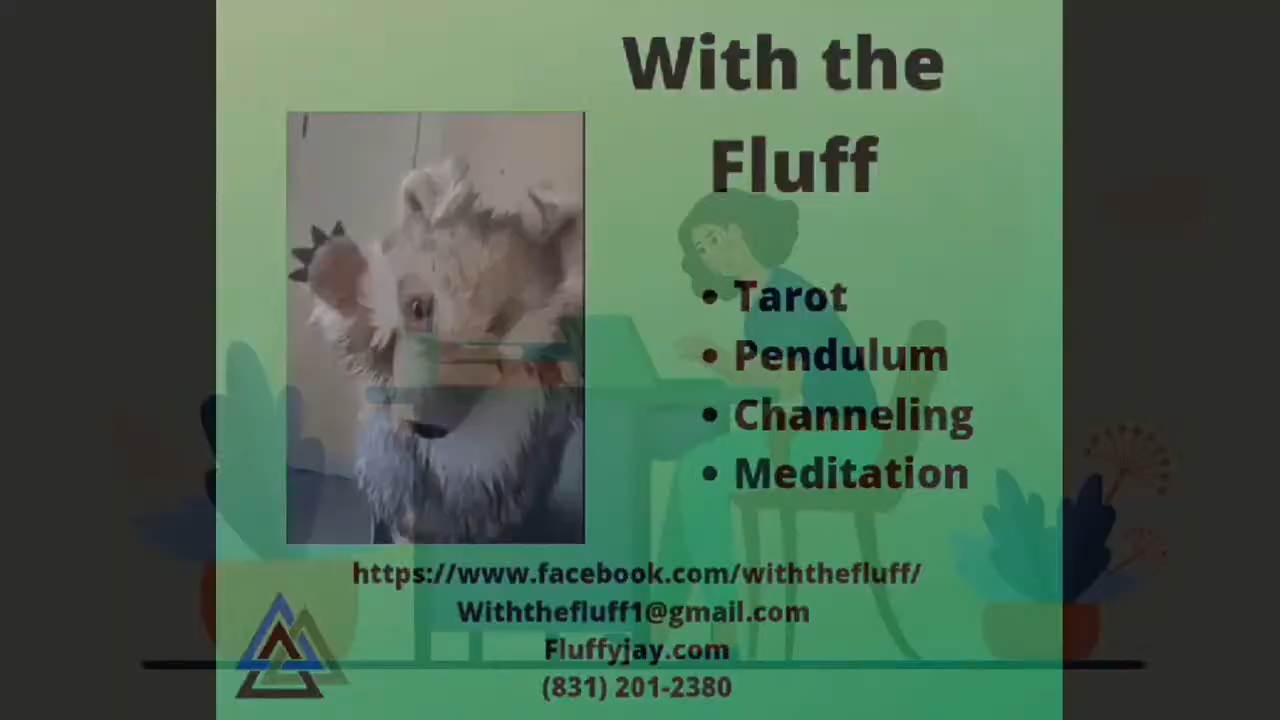 With the
Fluff
• Tarot
• Pendulum
• Channeling
• Meditation
https://www.facebook.com/withthefluff/
Withthefluff1@gmail.com
Fluffyjay.com
(831) 201-2380